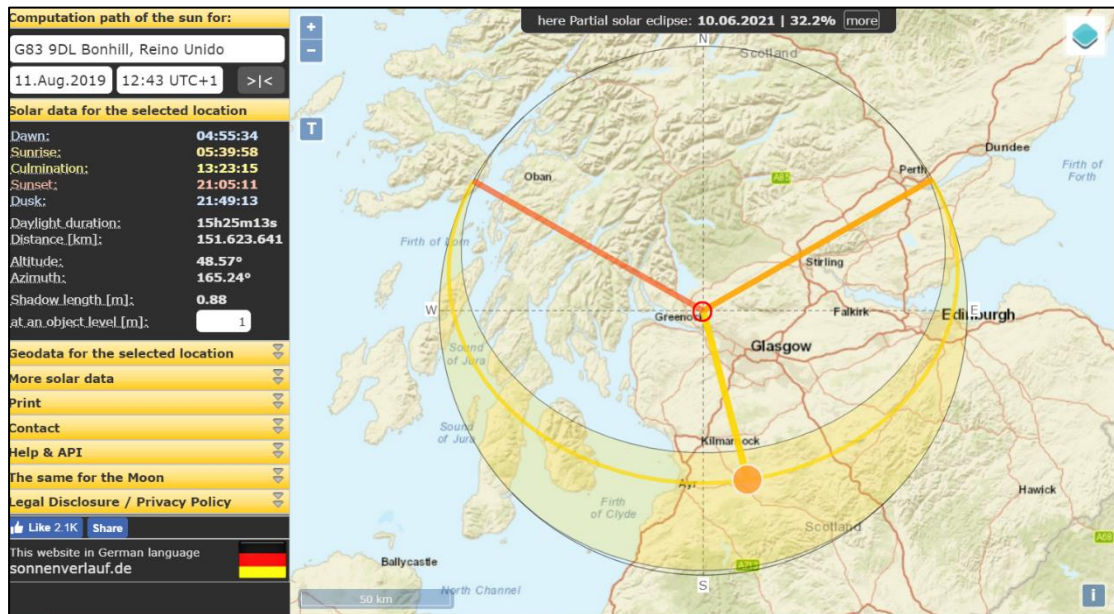 Computation path of the sun for:
G83 9DL Bonhill, Reino Unido
11.Aug.2019 12:43 UTC+1 >|<
Solar data for the selected location
Dawn: 04:55:34
Sunrise: 05:39:58
Culmination: 13:23:15
Sunset: 21:05:11
Dusk: 21:49:13
Daylight duration: 15h25m13s
Distance [km]: 151.623.641
Altitude: 48.57°
Azimuth: 165.24°
Shadow length [m]: 0.88
at an object level [m]: 1
Geodata for the selected location
More solar data
Print
Contact
Help & API
The same for the Moon
Legal Disclosure / Privacy Policy
Like 2.1K Share
This website in German language
sonnenverlauf.de
+
−
T
here Partial solar eclipse: 10.06.2021 | 32.2% more
N
Scotland
Dundee
Firth of
Forth
Perth
A85
Oban
Firth of Lorn
Stirling
W
Greenock
Falkirk
Edinburgh
E
Glasgow
Sound
of Jura
Sound
of Jura
Kilmarnock
Ayr
Firth
of Clyde
Hawick
Scotland
A68
Ballycastle
North Channel
S
50 km
i